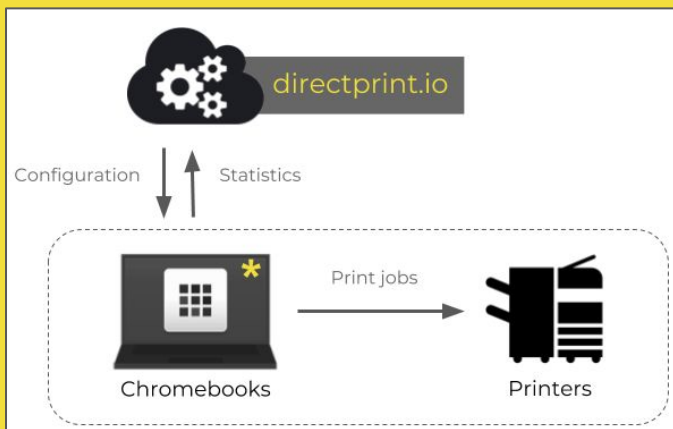 directprint.io
Configuration
Statistics
*
Print jobs
Chromebooks
Printers